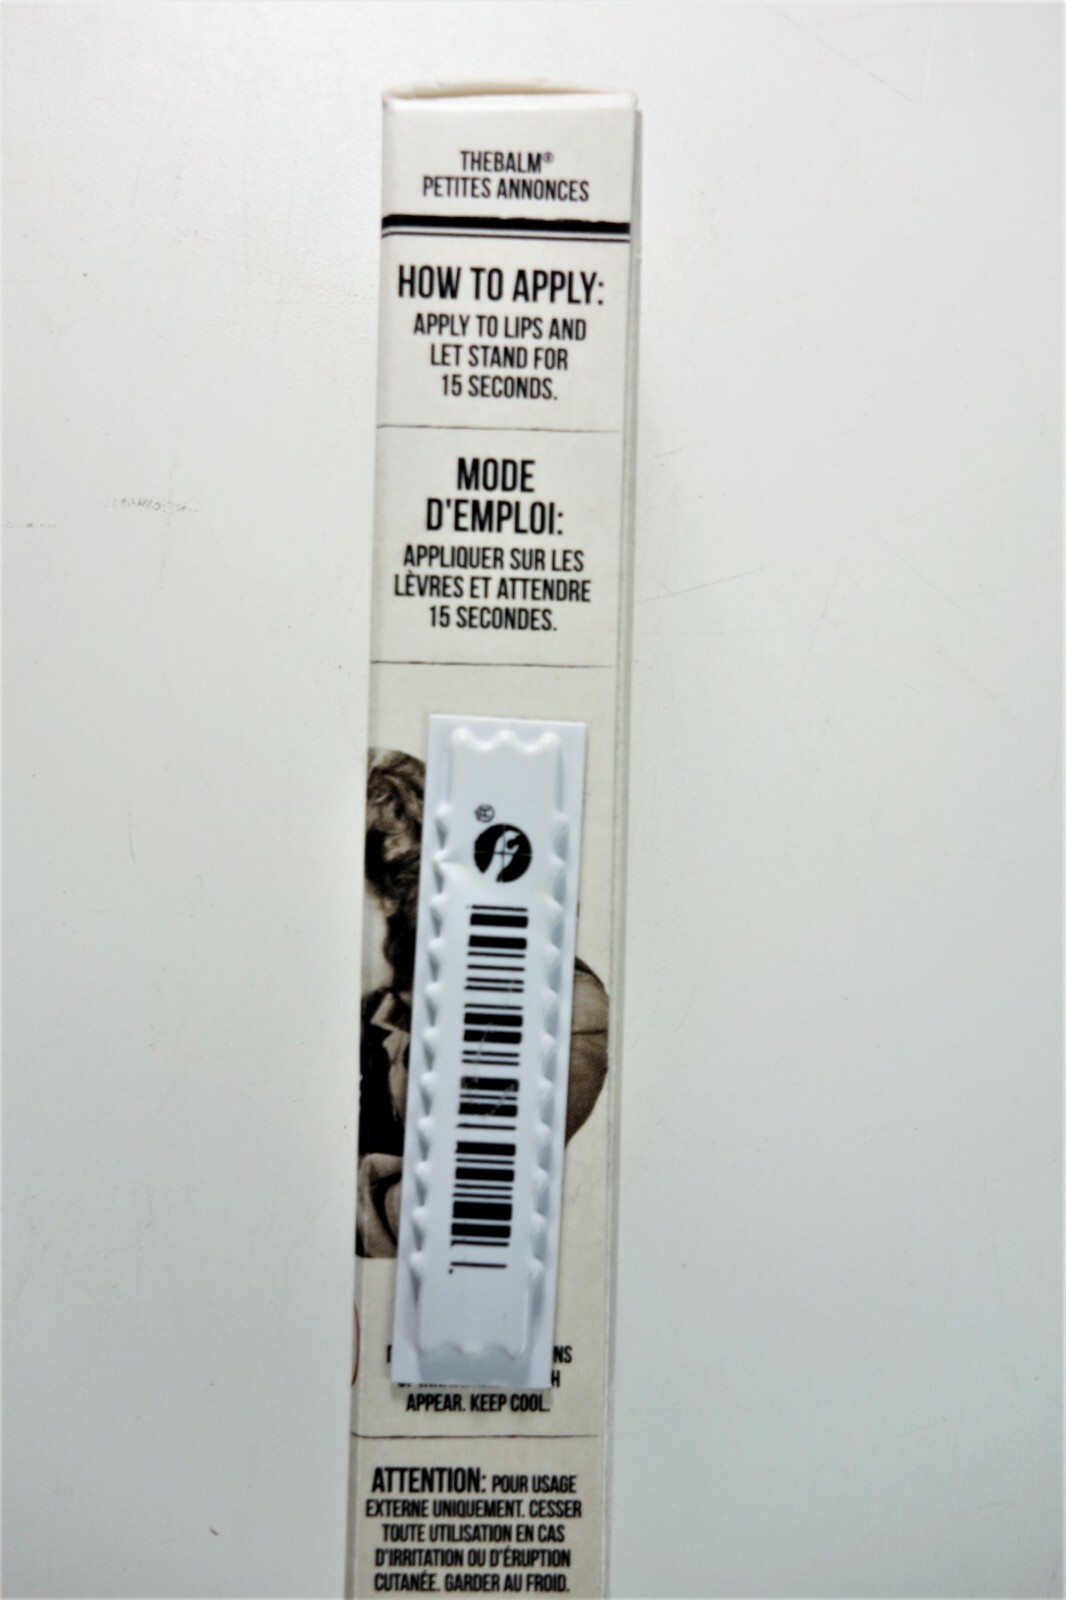 THEBALM®
PETITES ANNONCES
HOW TO APPLY:
APPLY TO LIPS AND
LET STAND FOR
15 SECONDS.
MODE
D'EMPLOI:
APPLIQUER SUR LES
LÈVRES ET ATTENDRE
15 SECONDES.
®
APPEAR. KEEP COOL.
ATTENTION: POUR USAGE
EXTERNE UNIQUEMENT. CESSER
TOUTE UTILISATION EN CAS
D'IRRITATION OU D'ÉRUPTION
CUTANÉE. GARDER AU FROID.